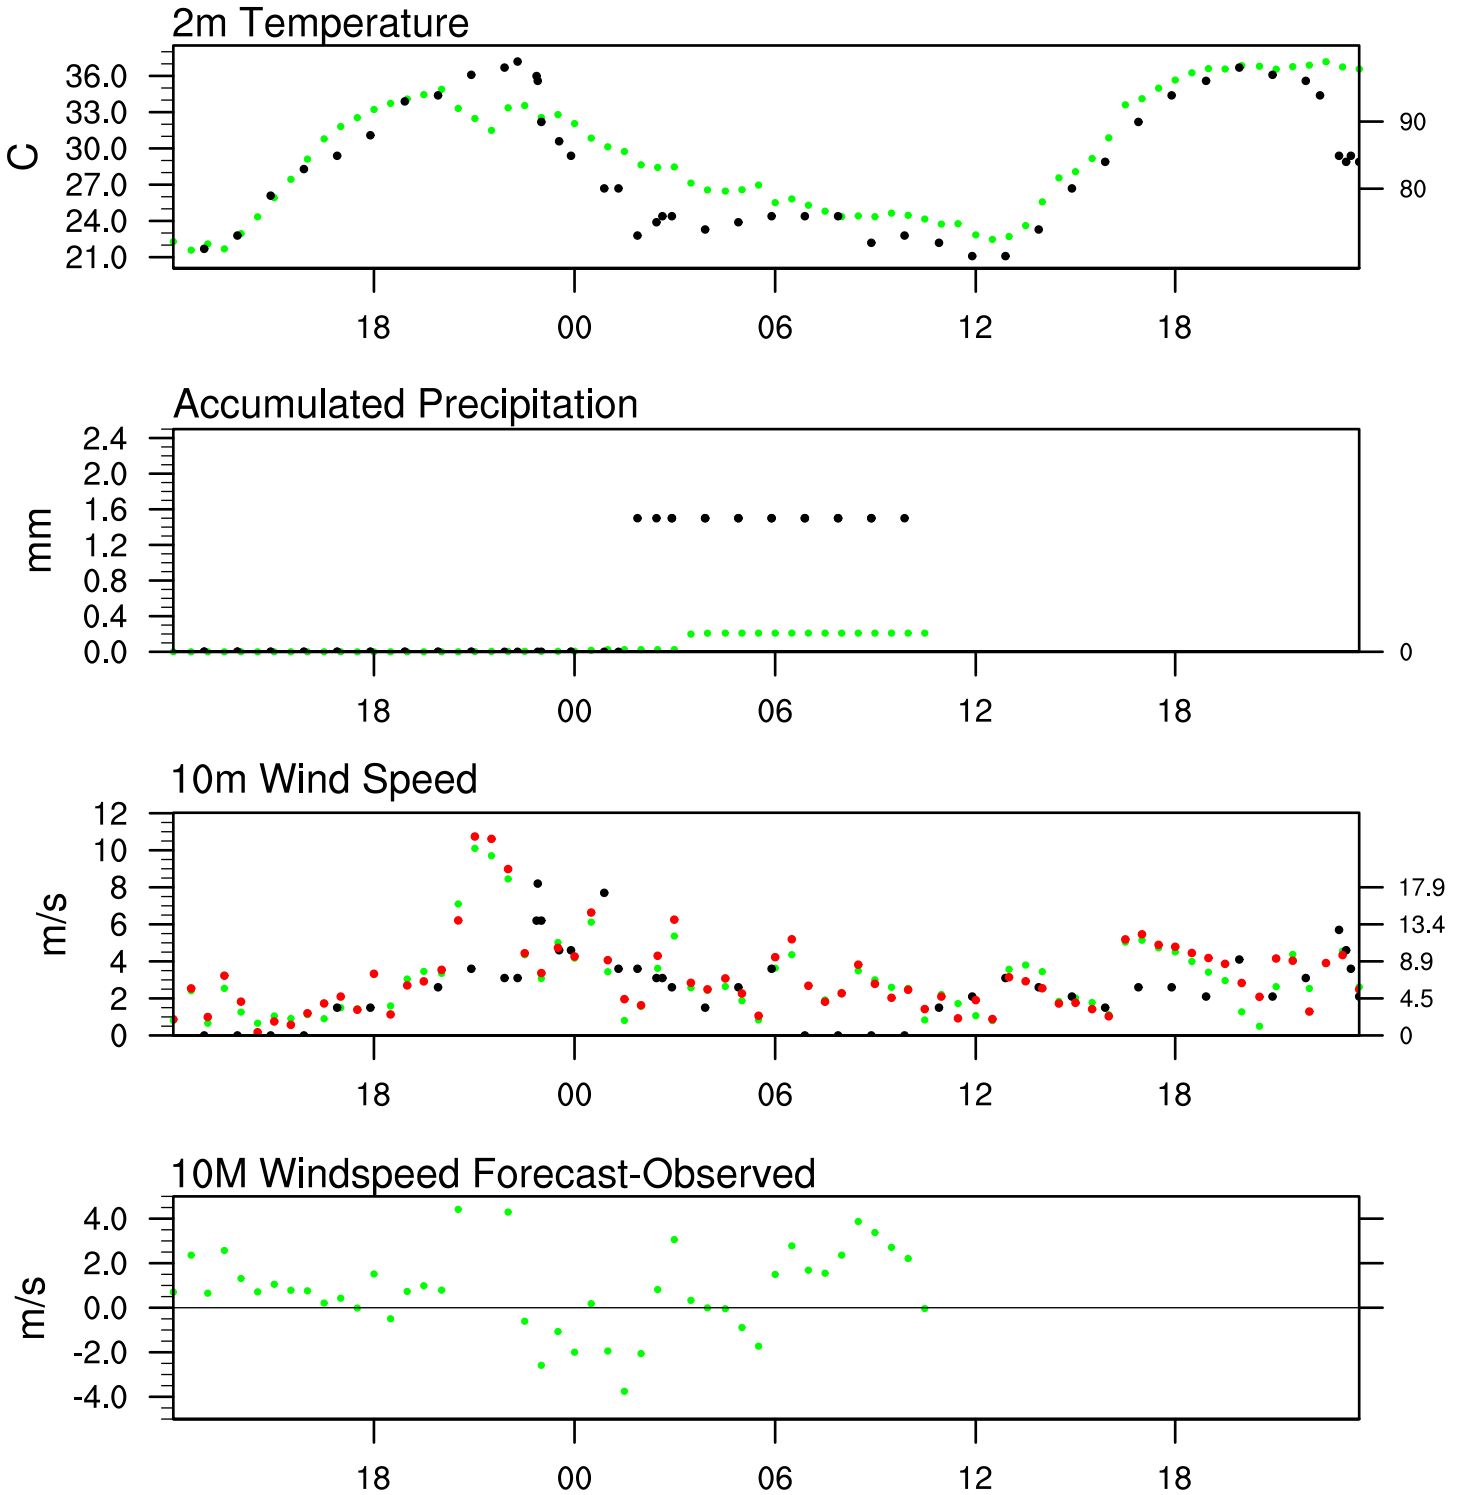 2m Temperature
C
36.0
33.0
30.0
27.0
24.0
21.0
90
80
18 00 06 12 18
Accumulated Precipitation
mm
2.4
2.0
1.6
1.2
0.8
0.4
0.0
0
18 00 06 12 18
10m Wind Speed
m/s
12
10
8
6
4
2
0
17.9
13.4
8.9
4.5
0
18 00 06 12 18
10M Windspeed Forecast-Observed
m/s
4.0
2.0
0.0
-2.0
-4.0
18 00 06 12 18